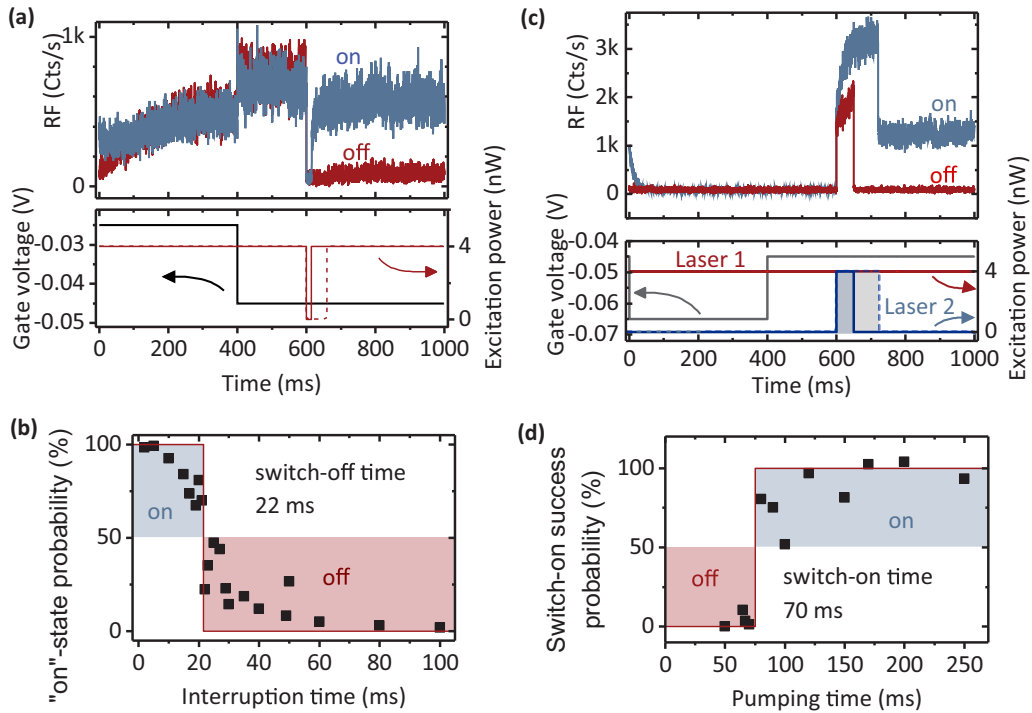 (a)
1k
0
RF (Cts/s)
on
off
Gate voltage (V)
-0.03
-0.04
-0.05
4
0
Excitation power (nW)
0 200 400 600 800 1000
Time (ms)
(c)
3k
2k
1k
0
RF (Cts/s)
on
off
Gate voltage (V)
-0.04
-0.05
-0.06
-0.07
Laser 1
Laser 2
4
0
Excitation power (nW)
0 200 400 600 800 1000
Time (ms)
(b)
"on"-state probability (%)
100
50
0
on
switch-off time
22 ms
off
0 20 40 60 80 100
Interruption time (ms)
(d)
Switch-on success
probability (%)
100
50
0
on
off
switch-on time
70 ms
0 50 100 150 200 250
Pumping time (ms)